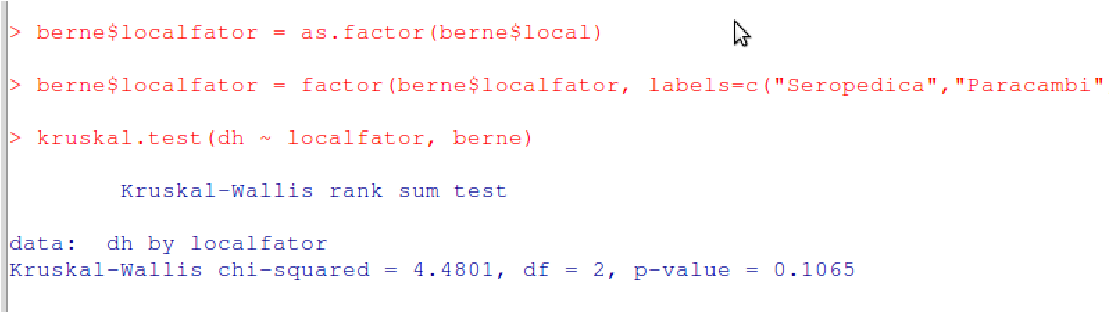 > berne$localfator = as.factor(berne$local)
> berne$localfator = factor(berne$localfator, labels=c("Seropedica","Paracambi"
> kruskal.test(dh ~ localfator, berne)
Kruskal-Wallis rank sum test
data:  dh by localfator
Kruskal-Wallis chi-squared = 4.4801, df = 2, p-value = 0.1065